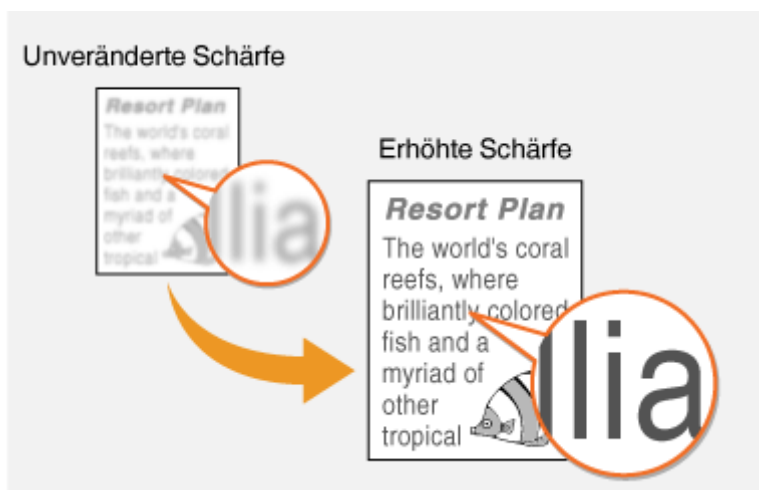 Unveränderte Schärfe
Resort Plan
The world's coral
reefs, where
brilliantly colored
fish and a
myriad of
other
tropical
llia
Erhöhte Schärfe
Resort Plan
The world's coral
reefs, where
brilliantly colored
fish and a
myriad of
other
tropical
llia